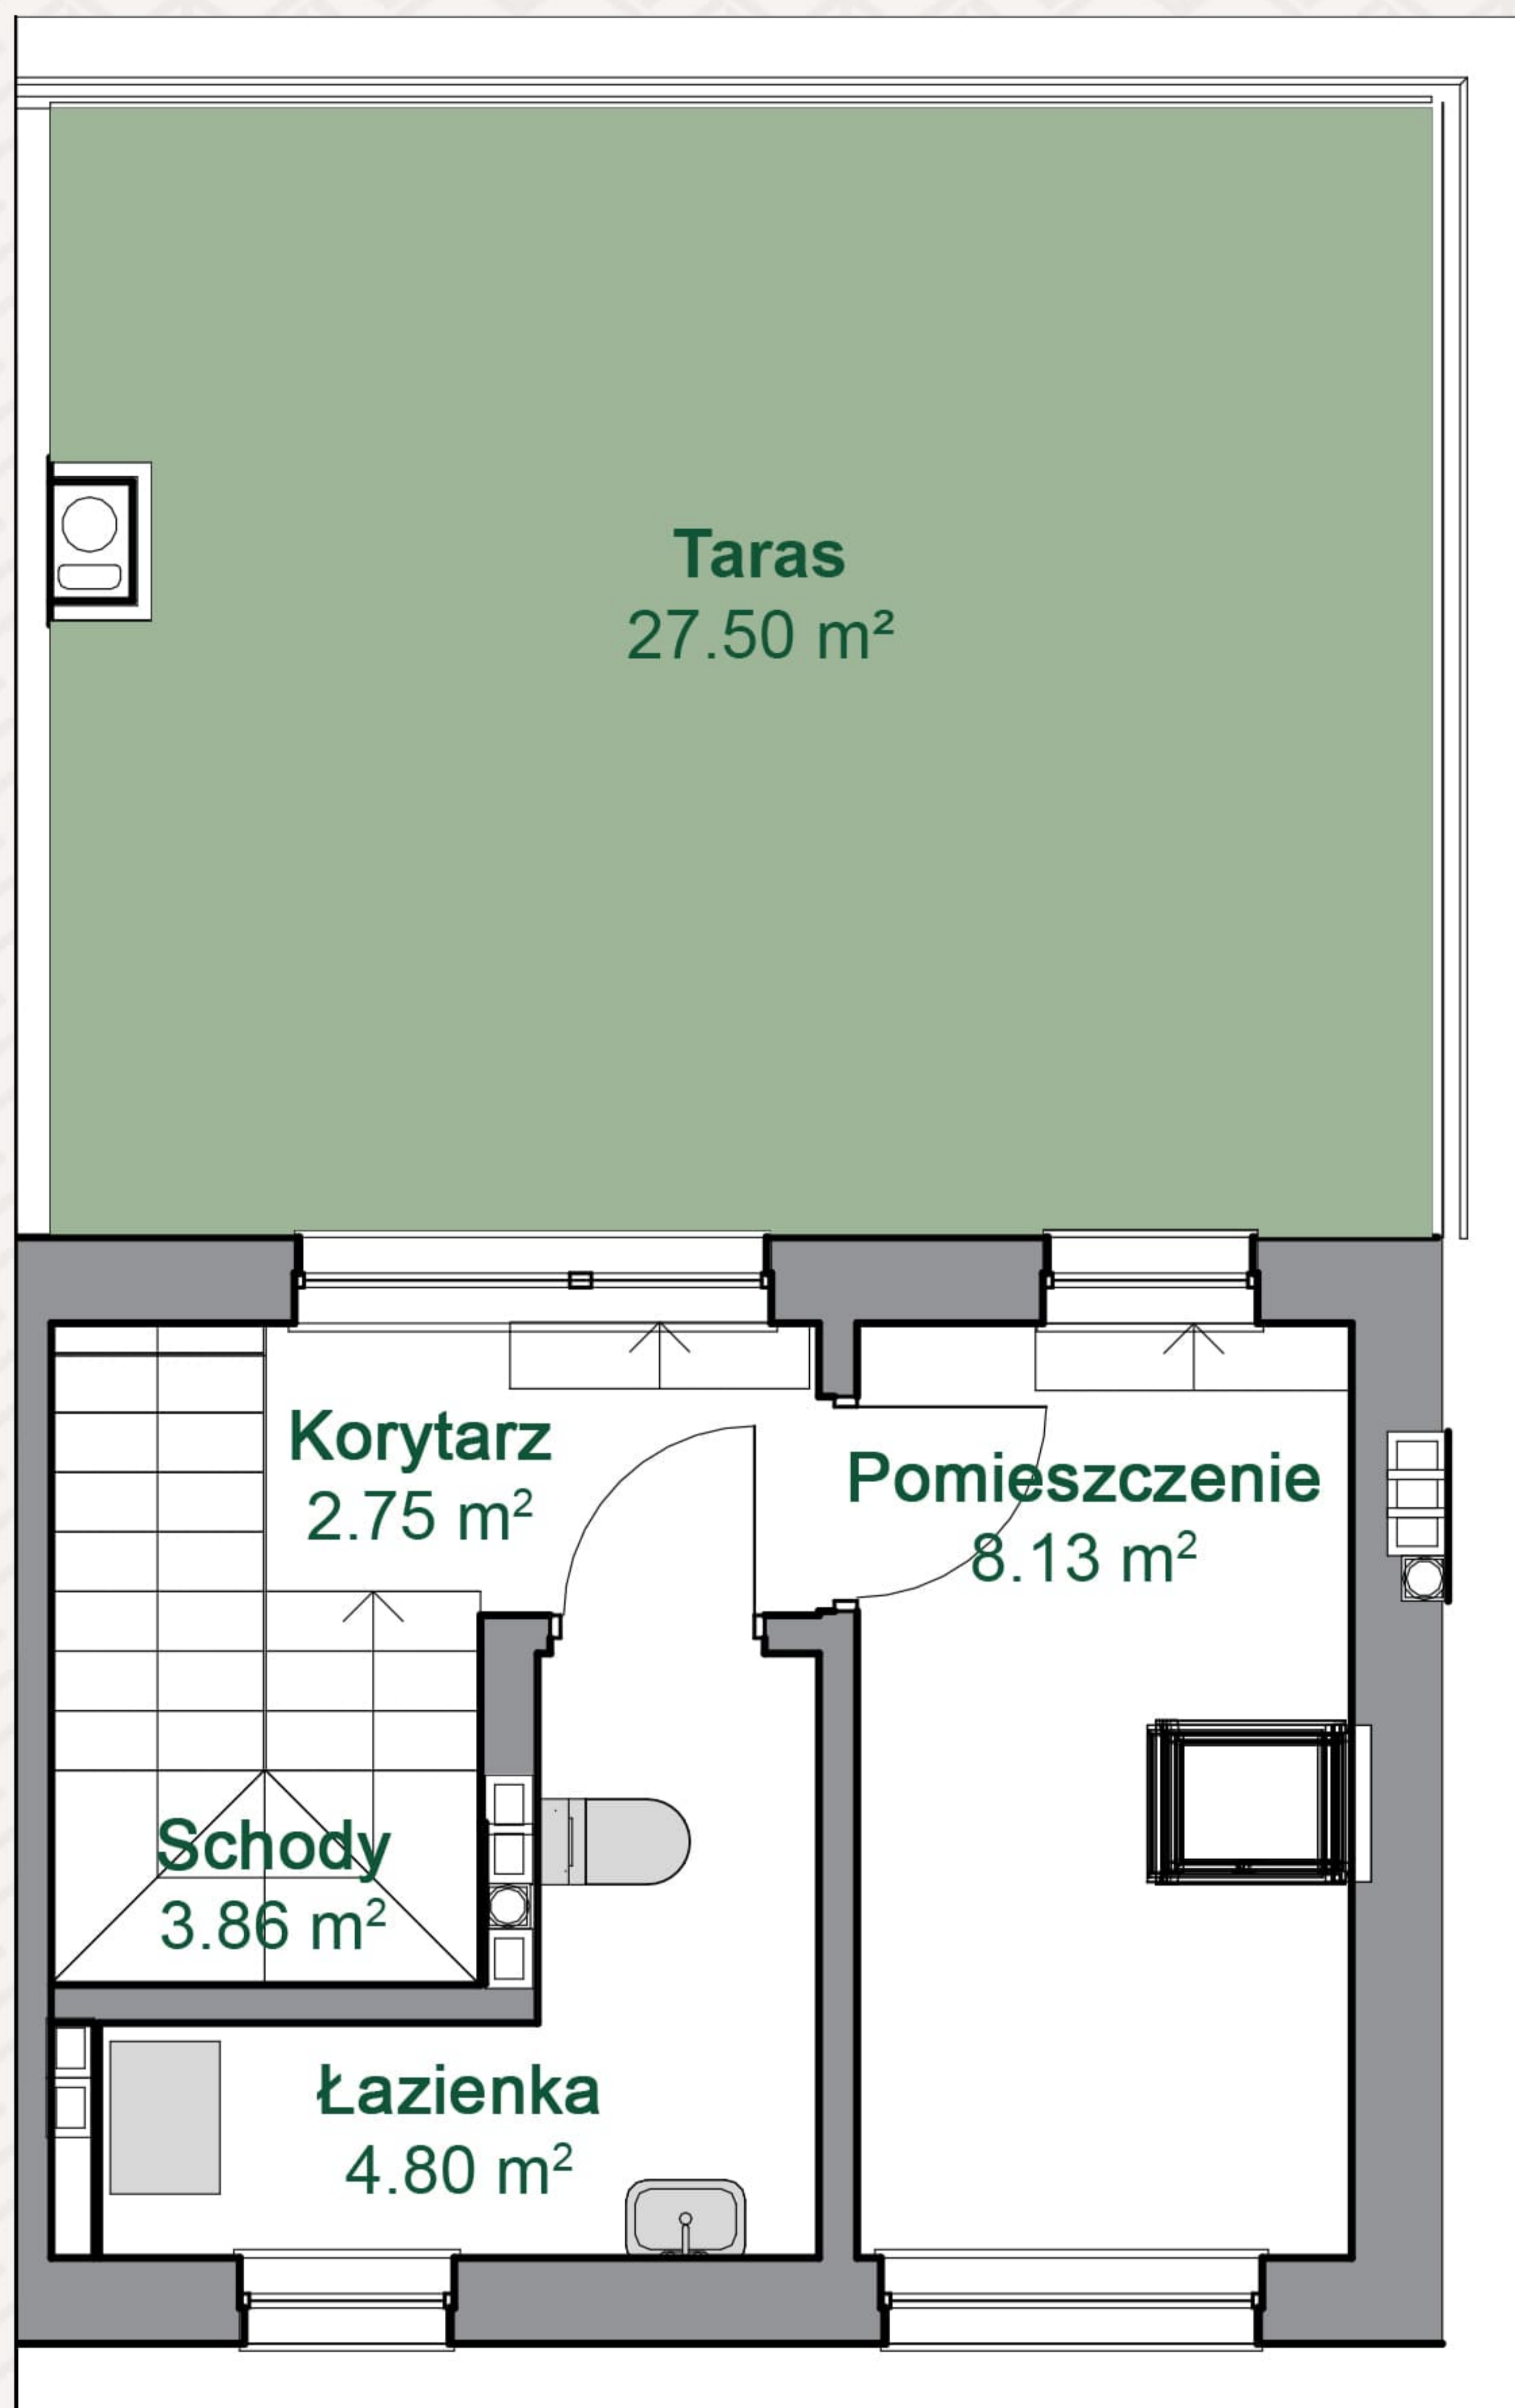 Taras
27.50 m²
Korytarz
2.75 m²
Pomieszczenie
8.13 m²
Schody
3.86 m²
Łazienka
4.80 m²